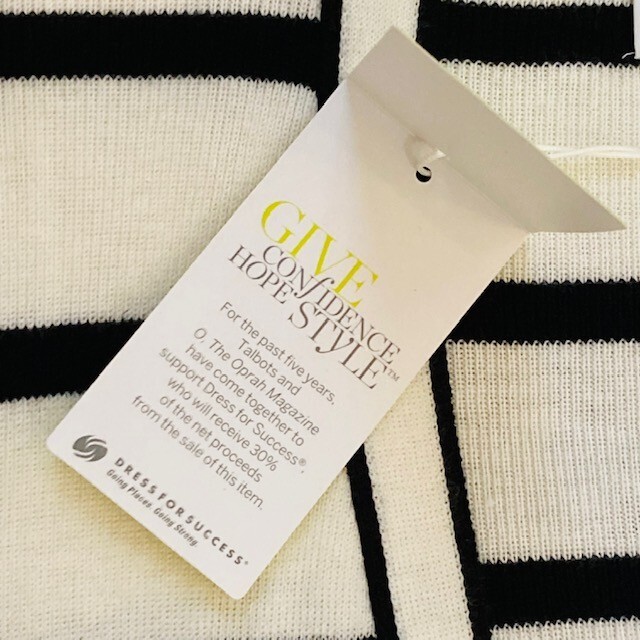 GIVE
CONfIDENCE
HOPE STYLE™
For the past five years,
Talbots and
O, The Oprah Magazine
have come together to
support Dress for Success®,
who will receive 30%
of the net proceeds
from the sale of this item.
DRESS FOR SUCCESS®
Going Places. Going Strong.